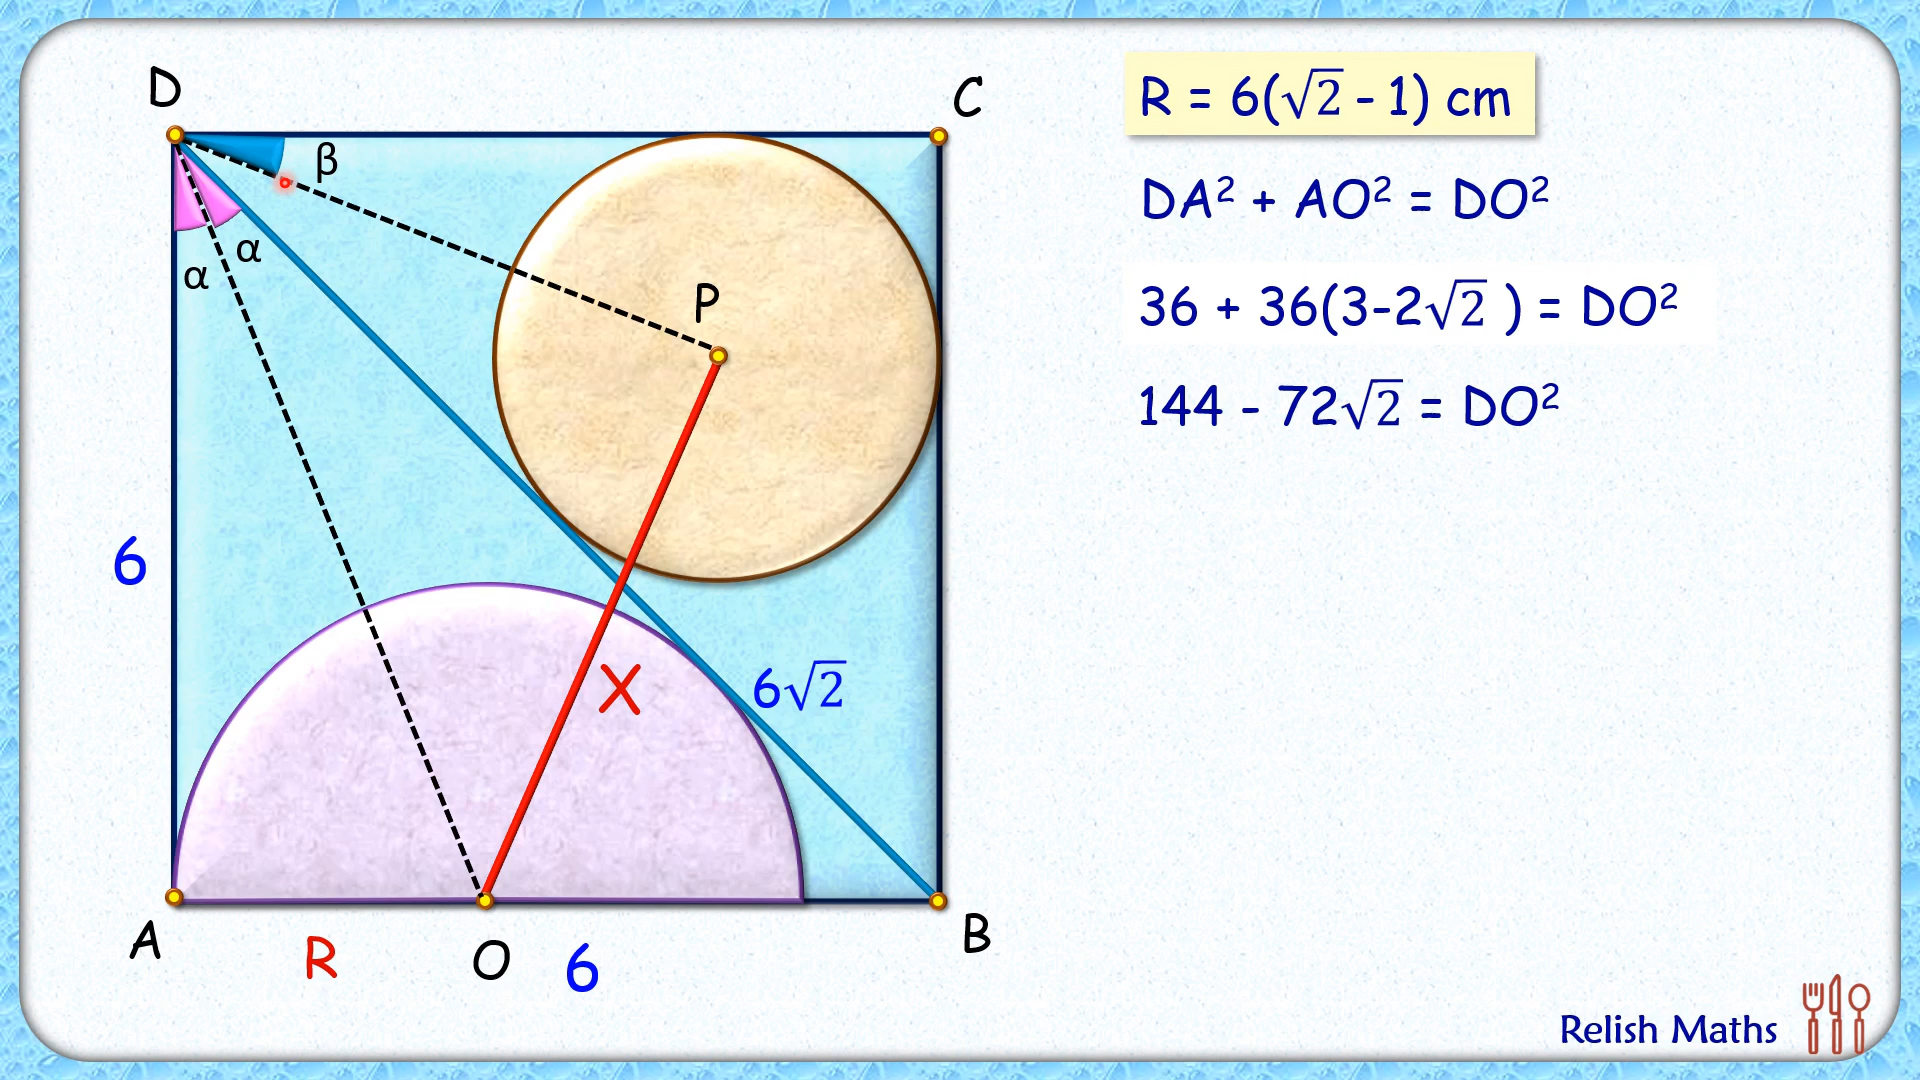 D
C
β
α
α
P
6
X
6√2
A
R
O
6
B
R = 6(√2 - 1) cm
DA² + AO² = DO²
36 + 36(3-2√2 ) = DO²
144 - 72√2 = DO²
Relish Maths